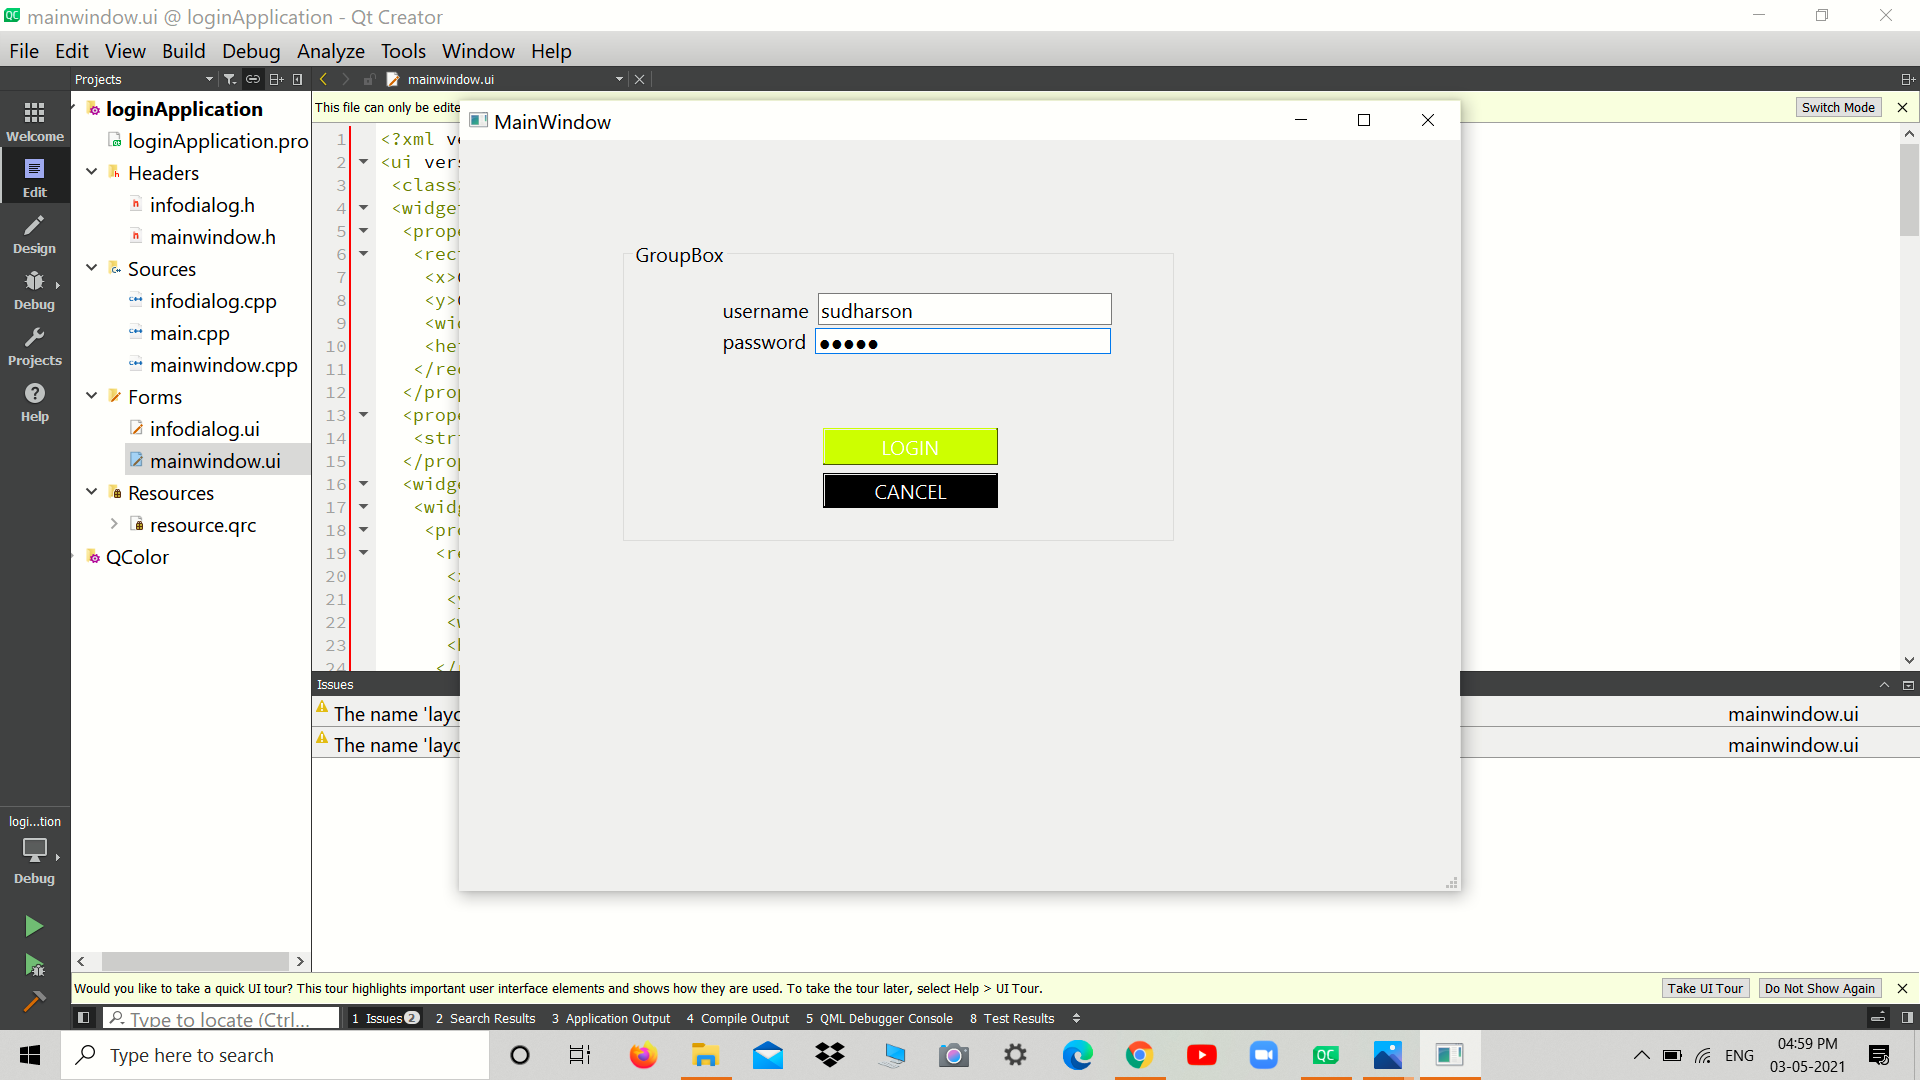 mainwindow.ui @ loginApplication - Qt Creator
File Edit View Build Debug Analyze Tools Window Help
Projects
mainwindow.ui
This file can only be edite
Switch Mode
Welcome
Edit
Design
Debug
Projects
Help
loginApplication
loginApplication.pro
Headers
infodialog.h
mainwindow.h
Sources
infodialog.cpp
main.cpp
mainwindow.cpp
Forms
infodialog.ui
mainwindow.ui
Resources
resource.qrc
QColor
1 <?xml ve
2 <ui vers
3 <class
4 <widge
5 <prope
6 <rect
7 <x>
8 <y>
9 <wid
10 <hei
11 </rec
12 </prop
13 <prope
14 <str
15 </prop
16 <widge
17 <widg
18 <pro
19 <re
20 <
21 <y
22 <w
23 <h
24 </
MainWindow
GroupBox
username sudharson
password ●●●●●
LOGIN
CANCEL
Issues
The name 'layo mainwindow.ui
The name 'layo mainwindow.ui
logi...tion
Debug
Would you like to take a quick UI tour? This tour highlights important user interface elements and shows how they are used. To take the tour later, select Help > UI Tour.
Take UI Tour Do Not Show Again
Type to locate (Ctrl...
1 Issues 2 2 Search Results 3 Application Output 4 Compile Output 5 QML Debugger Console 8 Test Results
Type here to search
ENG
04:59 PM
03-05-2021